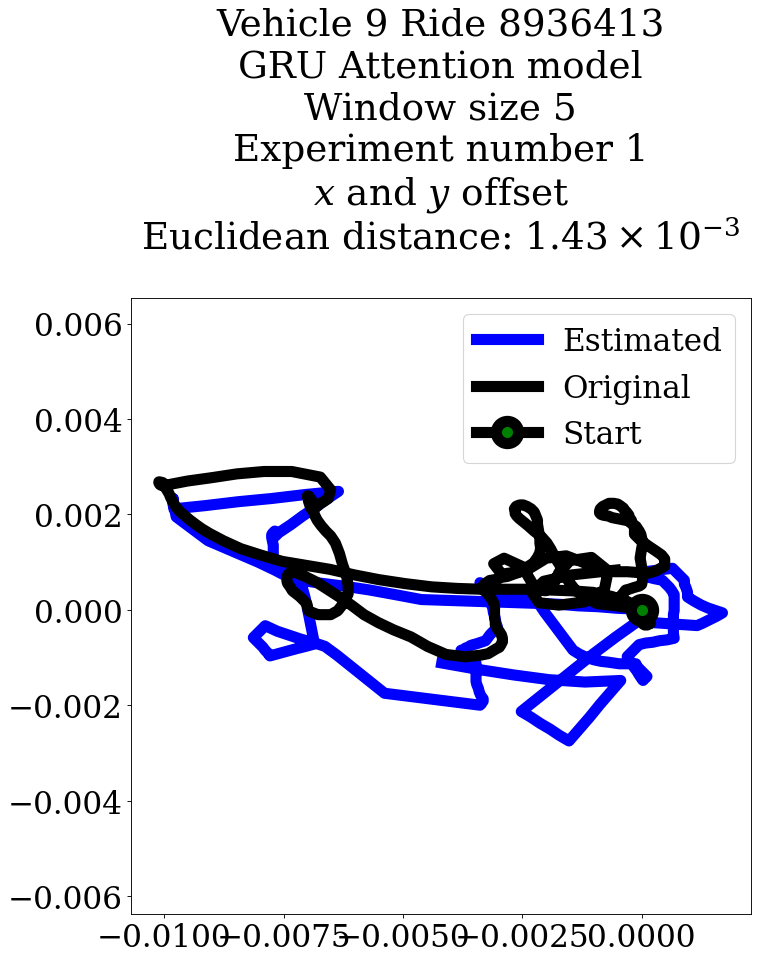 Vehicle 9 Ride 8936413
GRU Attention model
Window size 5
Experiment number 1
x and y offset
Euclidean distance: 1.43 × 10⁻³
Estimated
Original
Start
0.006
0.004
0.002
0.000
−0.002
−0.004
−0.006
−0.0100 −0.0075 −0.0050 −0.0025 0.0000